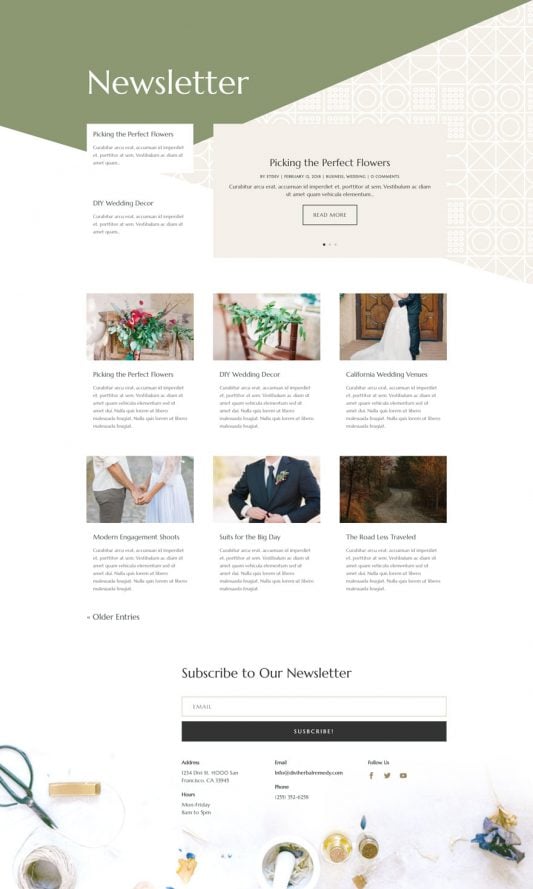 Newsletter
Picking the Perfect Flowers
Curabitur arcu erat, accumsan id imperdiet
et, porttitor at sem. Vestibulum ac diam sit
amet quam...
DIY Wedding Decor
Curabitur arcu erat, accumsan id imperdiet
et, porttitor at sem. Vestibulum ac diam sit
amet quam...
Picking the Perfect Flowers
BY ETDEV | FEBRUARY 12, 2018 | BUSINESS, WEDDING | 0 COMMENTS
Curabitur arcu erat, accumsan id imperdiet et, porttitor at sem. Vestibulum ac diam
sit amet quam vehicula elementum...
READ MORE
Picking the Perfect Flowers
Curabitur arcu erat, accumsan id imperdiet
et, porttitor at sem. Vestibulum ac diam sit
amet quam vehicula elementum sed sit
amet dui. Nulla quis lorem ut libero
malesuada feugiat.
DIY Wedding Decor
Curabitur arcu erat, accumsan id imperdiet
et, porttitor at sem. Vestibulum ac diam sit
amet quam vehicula elementum sed sit
amet dui. Nulla quis lorem ut libero
malesuada feugiat.
California Wedding Venues
Curabitur arcu erat, accumsan id imperdiet
et, porttitor at sem. Vestibulum ac diam sit
amet quam vehicula elementum sed sit
amet dui. Nulla quis lorem ut libero
malesuada feugiat.
Modern Engagement Shoots
Curabitur arcu erat, accumsan id imperdiet
et, porttitor at sem. Vestibulum ac diam sit
amet quam vehicula elementum sed sit
amet dui. Nulla quis lorem ut libero
malesuada feugiat. Nulla quis lorem ut libero
malesuada feugiat.
Suits for the Big Day
Curabitur arcu erat, accumsan id imperdiet
et, porttitor at sem. Vestibulum ac diam sit
amet quam vehicula elementum sed sit
amet dui. Nulla quis lorem ut libero
malesuada feugiat. Nulla quis lorem ut libero
malesuada feugiat.
The Road Less Traveled
Curabitur arcu erat, accumsan id imperdiet
et, porttitor at sem. Vestibulum ac diam sit
amet quam vehicula elementum sed sit
amet dui. Nulla quis lorem ut libero
malesuada feugiat. Nulla quis lorem ut libero
malesuada feugiat.
« Older Entries
Subscribe to Our Newsletter
EMAIL
SUSBCRIBE!
Address
1234 Divi St. #1000 San
Francisco, CA 33945
Hours
Mon-Friday
8am to 5pm
Email
Info@diviherbalremedy.com
Phone
(255) 352-6258
Follow Us